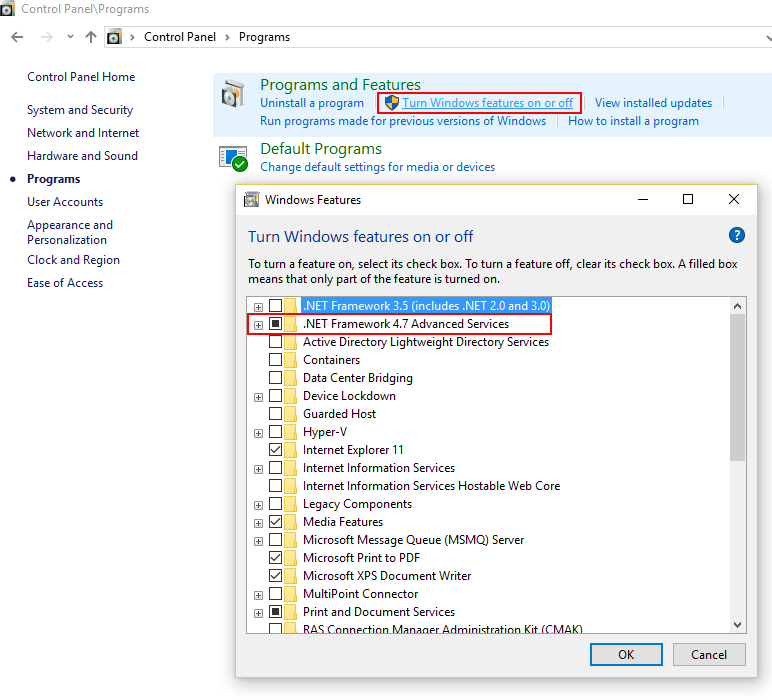 Control Panel\Programs
Control Panel > Programs
Control Panel Home
System and Security
Network and Internet
Hardware and Sound
Programs
User Accounts
Appearance and
Personalization
Clock and Region
Ease of Access
Programs and Features
Uninstall a program Turn Windows features on or off View installed updates
Run programs made for previous versions of Windows How to install a program
Default Programs
Change default settings for media or devices
Windows Features
Turn Windows features on or off
To turn a feature on, select its check box. To turn a feature off, clear its check box. A filled box
means that only part of the feature is turned on.
.NET Framework 3.5 (includes .NET 2.0 and 3.0)
.NET Framework 4.7 Advanced Services
Active Directory Lightweight Directory Services
Containers
Data Center Bridging
Device Lockdown
Guarded Host
Hyper-V
Internet Explorer 11
Internet Information Services
Internet Information Services Hostable Web Core
Legacy Components
Media Features
Microsoft Message Queue (MSMQ) Server
Microsoft Print to PDF
Microsoft XPS Document Writer
MultiPoint Connector
Print and Document Services
RAS Connection Manager Administration Kit (CMAK)
OK Cancel